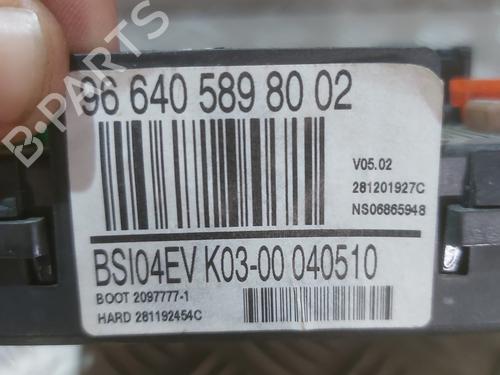 96 640 589 80 02
V05.02
281201927C
NS06865948
BSI04EV K03-00 040510
BOOT 2097777-1
HARD 281192454C
B-PARTS